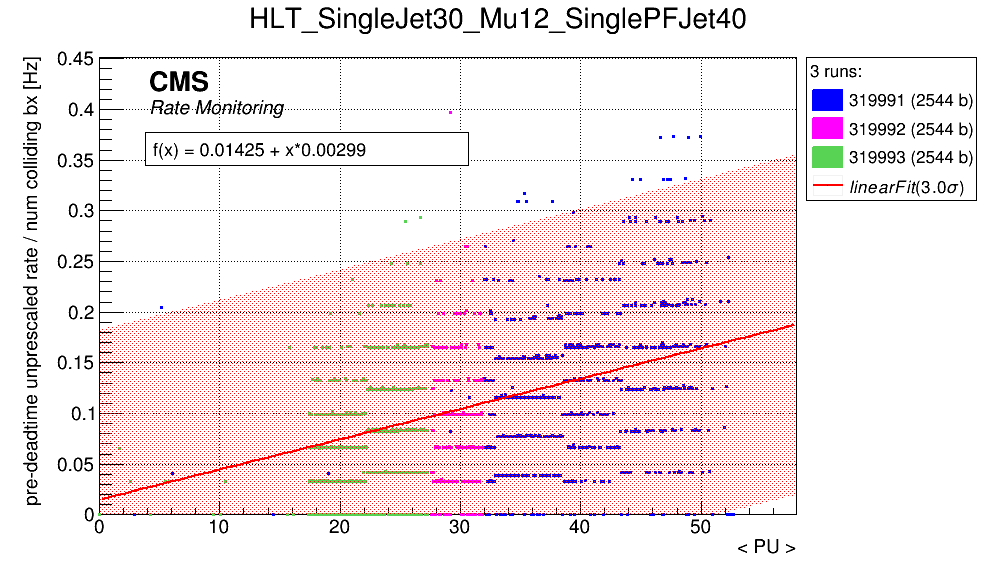 HLT_SingleJet30_Mu12_SinglePFJet40
pre-deadtime unprescaled rate / num colliding bx [Hz]
CMS
Rate Monitoring
f(x) = 0.01425 + x*0.00299
0.45
0.4
0.35
0.3
0.25
0.2
0.15
0.1
0.05
0
0 10 20 30 40 50
< PU >
3 runs:
319991 (2544 b)
319992 (2544 b)
319993 (2544 b)
linearFit(3.0σ)